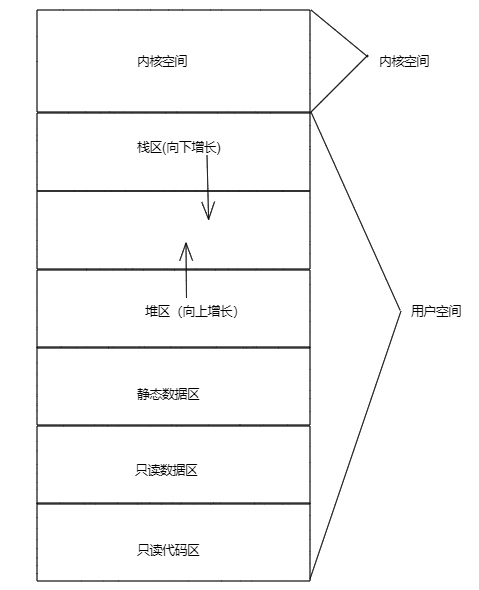 内核空间
内核空间
栈区(向下增长)
堆区（向上增长）
用户空间
静态数据区
只读数据区
只读代码区